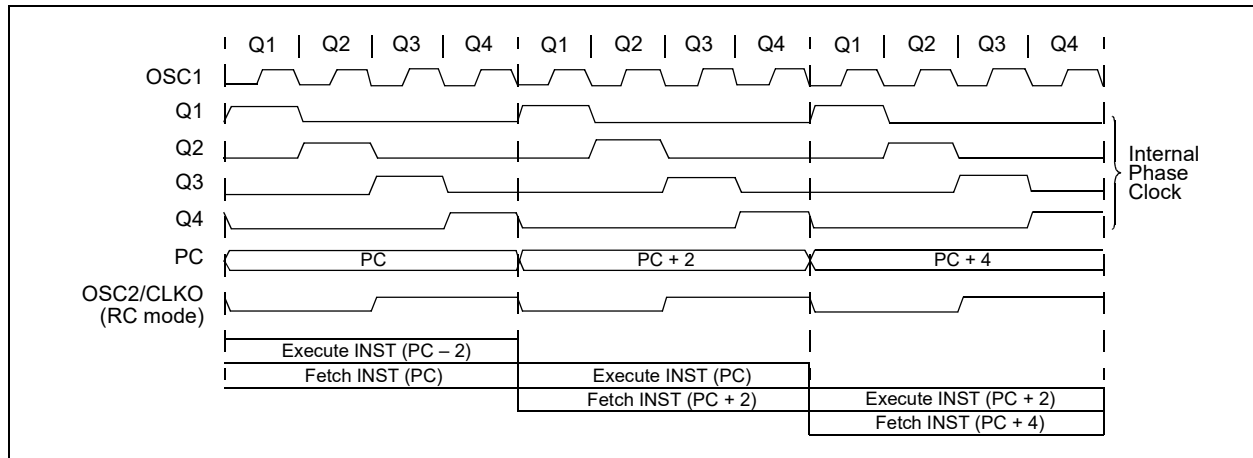 Q1 Q2 Q3 Q4 Q1 Q2 Q3 Q4 Q1 Q2 Q3 Q4
OSC1
Q1
Q2
Q3
Q4
Internal
Phase
Clock
PC PC PC + 2 PC + 4
OSC2/CLKO
(RC mode)
Execute INST (PC – 2)
Fetch INST (PC) Execute INST (PC)
Fetch INST (PC + 2) Execute INST (PC + 2)
Fetch INST (PC + 4)